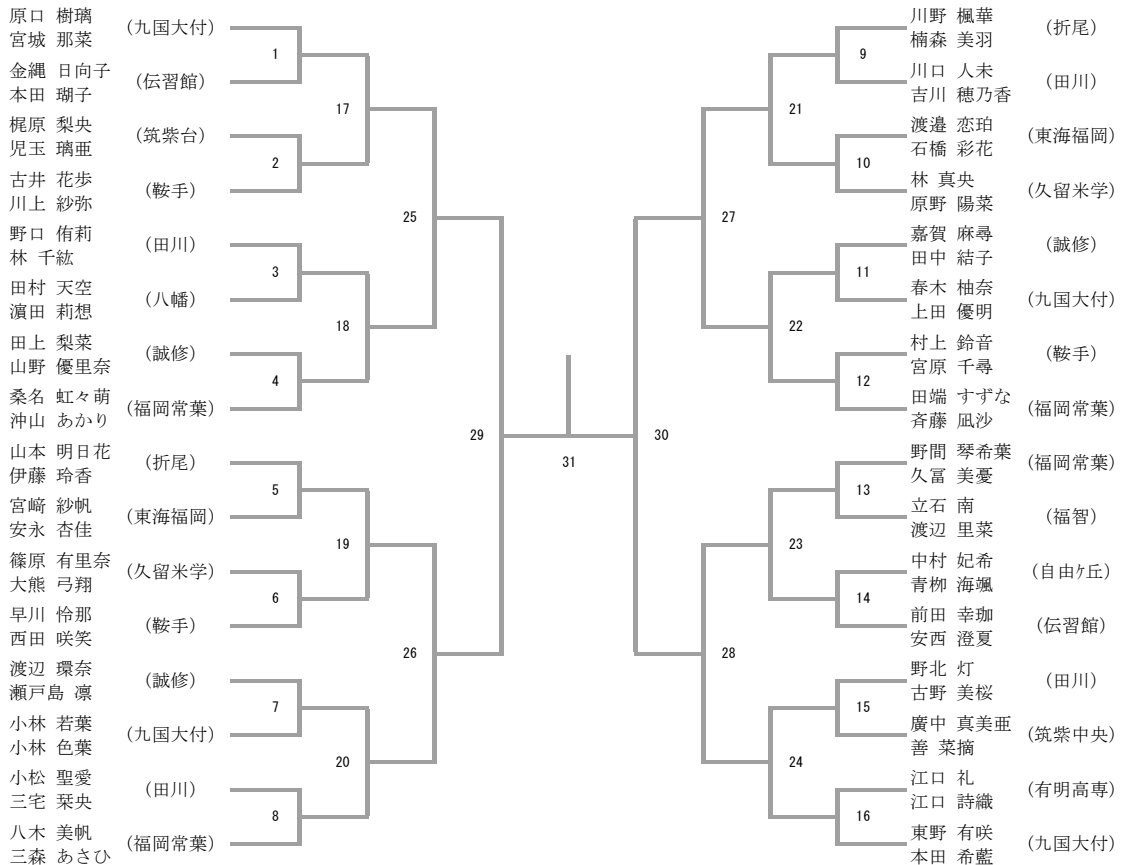 原口 樹璃
宮城 那菜
(九国大付)
1
金縄 日向子
本田 瑚子
(伝習館)
17
梶原 梨央
児玉 璃亜
(筑紫台)
2
古井 花歩
川上 紗弥
(鞍手)
25
野口 侑莉
林 千紘
(田川)
3
田村 天空
濵田 莉想
(八幡)
18
田上 梨菜
山野 優里奈
(誠修)
4
桑名 虹々萌
沖山 あかり
(福岡常葉)
29
山本 明日花
伊藤 玲香
(折尾)
5
宮﨑 紗帆
安永 杏佳
(東海福岡)
19
篠原 有里奈
大熊 弓翔
(久留米学)
6
早川 怜那
西田 咲笑
(鞍手)
26
渡辺 環奈
瀬戸島 凛
(誠修)
7
小林 若葉
小林 色葉
(九国大付)
20
小松 聖愛
三宅 栞央
(田川)
8
八木 美帆
三森 あさひ
(福岡常葉)
31
川野 楓華
楠森 美羽
(折尾)
9
川口 人未
吉川 穂乃香
(田川)
21
渡邉 恋珀
石橋 彩花
(東海福岡)
10
林 真央
原野 陽菜
(久留米学)
27
嘉賀 麻尋
田中 結子
(誠修)
11
春木 柚奈
上田 優明
(九国大付)
22
村上 鈴音
宮原 千尋
(鞍手)
12
田端 すずな
斉藤 凪沙
(福岡常葉)
30
野間 琴希葉
久冨 美憂
(福岡常葉)
13
立石 南
渡辺 里菜
(福智)
23
中村 妃希
青栁 海颯
(自由ケ丘)
14
前田 幸珈
安西 澄夏
(伝習館)
28
野北 灯
古野 美桜
(田川)
15
廣中 真美亜
善 菜摘
(筑紫中央)
24
江口 礼
江口 詩織
(有明高専)
16
東野 有咲
本田 希藍
(九国大付)